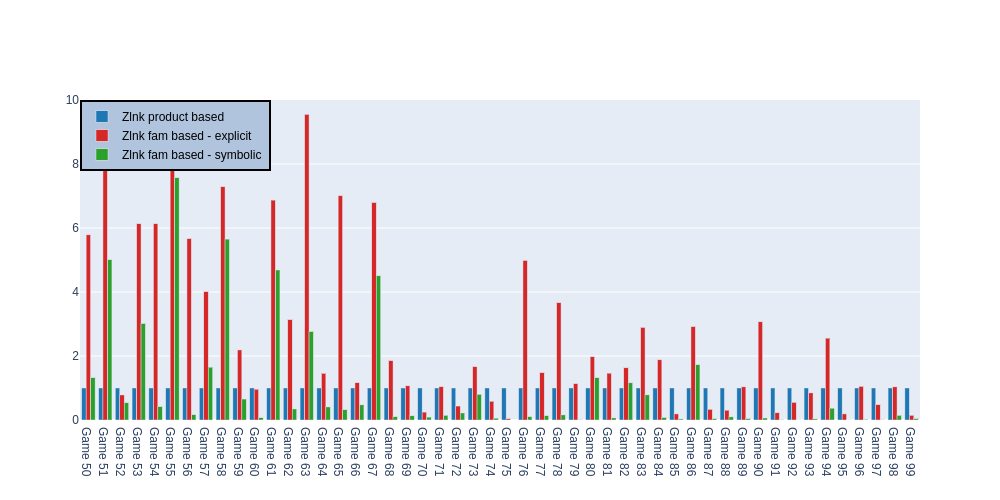 10
8
6
4
2
0
Zlnk product based
Zlnk fam based - explicit
Zlnk fam based - symbolic
Game 50
Game 51
Game 52
Game 53
Game 54
Game 55
Game 56
Game 57
Game 58
Game 59
Game 60
Game 61
Game 62
Game 63
Game 64
Game 65
Game 66
Game 67
Game 68
Game 69
Game 70
Game 71
Game 72
Game 73
Game 74
Game 75
Game 76
Game 77
Game 78
Game 79
Game 80
Game 81
Game 82
Game 83
Game 84
Game 85
Game 86
Game 87
Game 88
Game 89
Game 90
Game 91
Game 92
Game 93
Game 94
Game 95
Game 96
Game 97
Game 98
Game 99